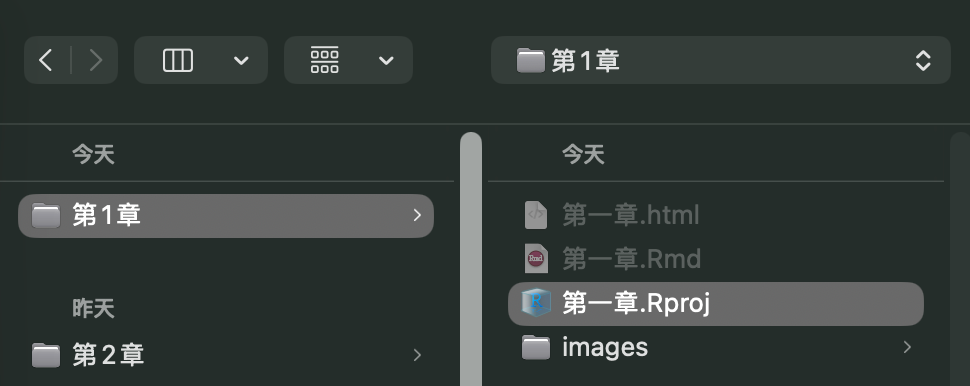 第1章
今天
第1章
昨天
第2章
今天
第一章.html
第一章.Rmd
第一章.Rproj
images